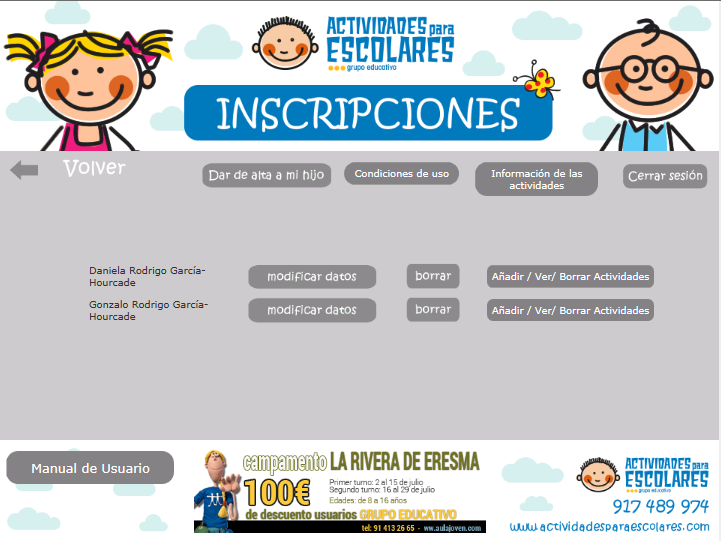 ACTIVIDADES para
ESCOLARES
grupo educativo
INSCRIPCIONES
Volver
Dar de alta a mi hijo
Condiciones de uso
Información de las
actividades
Cerrar sesión
Daniela Rodrigo García-
Hourcade
modificar datos
borrar
Añadir / Ver/ Borrar Actividades
Gonzalo Rodrigo García-
Hourcade
modificar datos
borrar
Añadir / Ver/ Borrar Actividades
Manual de Usuario
campamento LA RIVERA DE ERESMA
100€
Primer turno: 2 al 15 de julio
Segundo turno: 16 al 29 de julio
Edades: de 8 a 16 años
de descuento usuarios GRUPO EDUCATIVO
tel: 91 413 26 65 - ww.aulajoven.com
ACTIVIDADES para
ESCOLARES
grupo educativo
917 489 974
www.actividadesparaescolares.com